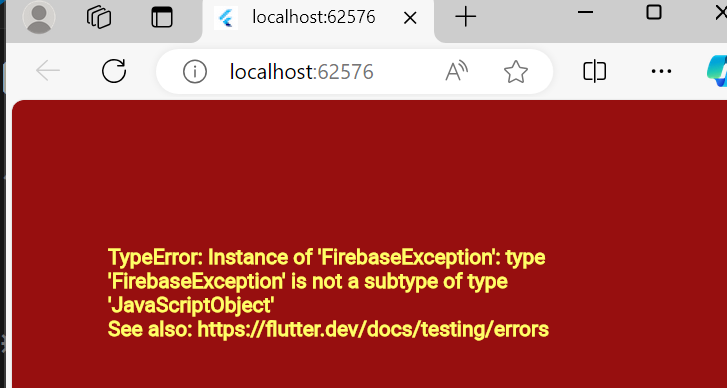 localhost:62576
localhost:62576
TypeError: Instance of 'FirebaseException': type
'FirebaseException' is not a subtype of type
'JavaScriptObject'
See also: https://flutter.dev/docs/testing/errors